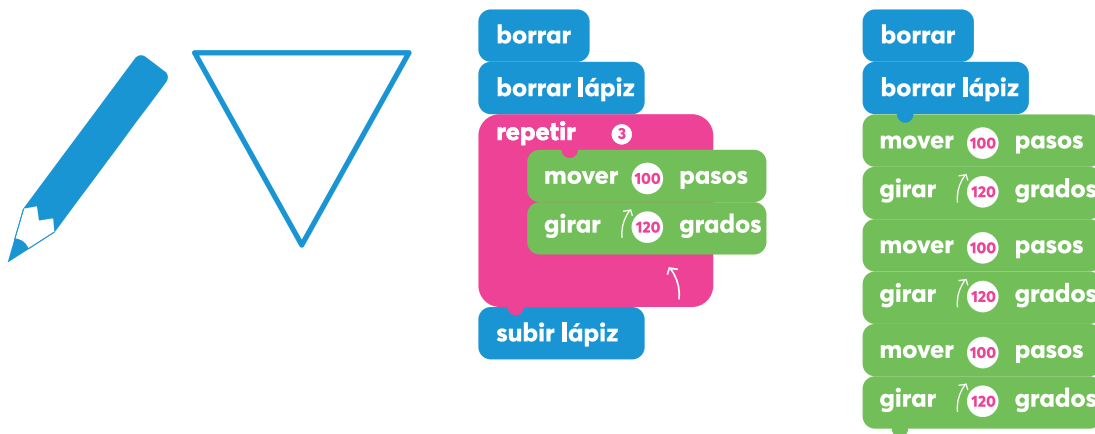 borrar
borrar lápiz
repetir 3
mover 100 pasos
girar 120 grados
subir lápiz
borrar
borrar lápiz
mover 100 pasos
girar 120 grados
mover 100 pasos
girar 120 grados
mover 100 pasos
girar 120 grados